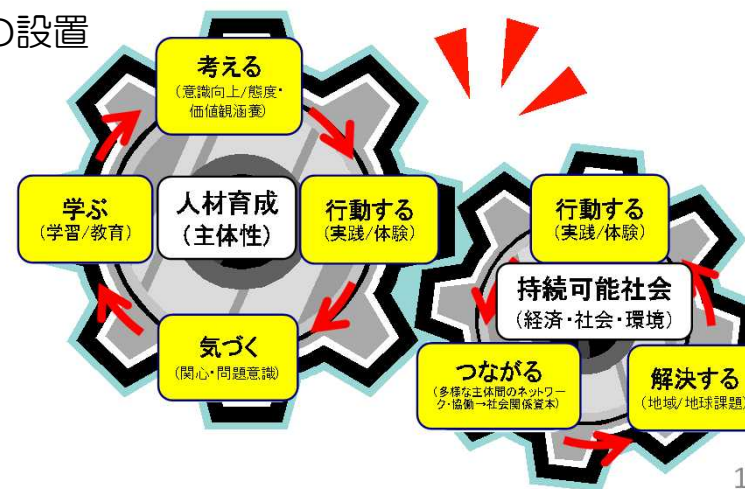 の設置
考える
(意識向上/態度・
価値観涵養)
学ぶ
(学習/教育)
人材育成
(主体性)
行動する
(実践/体験)
気づく
(関心・問題意識)
行動する
(実践/体験)
持続可能社会
(経済・社会・環境)
つながる
(多様な主体間のネットワー
ク・協働→社会関係資本)
解決する
(地域/地球課題)
1